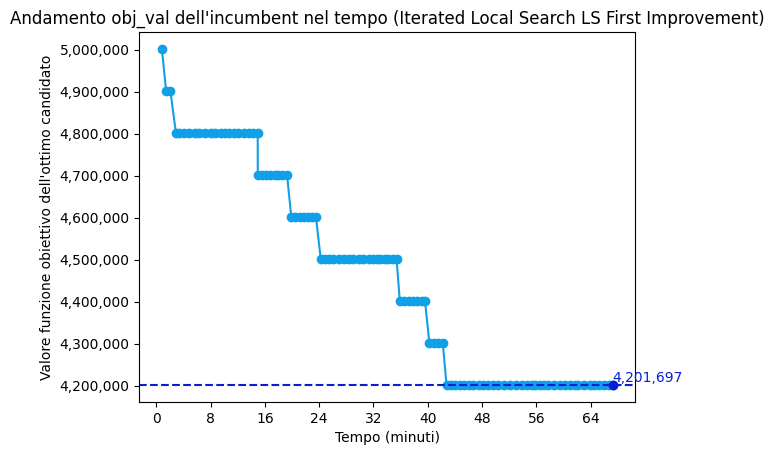 Andamento obj_val dell'incumbent nel tempo (Iterated Local Search LS First Improvement)
Valore funzione obiettivo dell'ottimo candidato
5,000,000
4,900,000
4,800,000
4,700,000
4,600,000
4,500,000
4,400,000
4,300,000
4,200,000
4,201,697
0 8 16 24 32 40 48 56 64
Tempo (minuti)